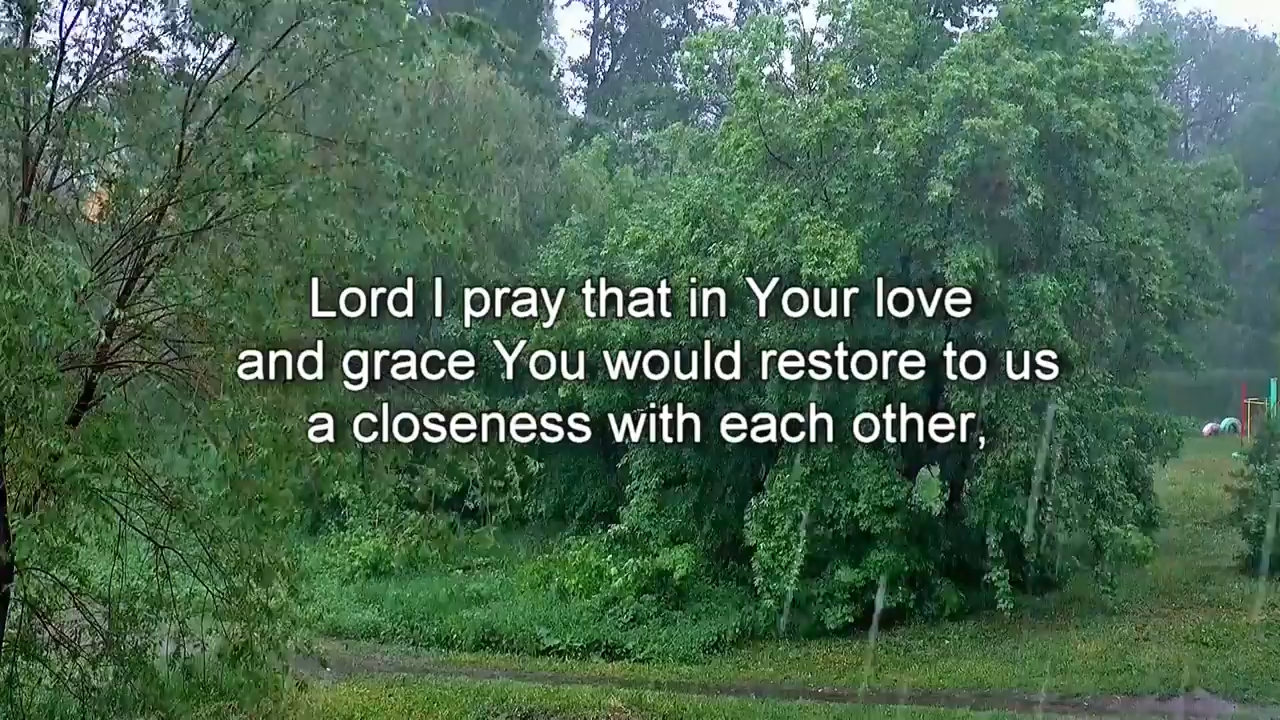 Lord I pray that in Your love
and grace You would restore to us
a closeness with each other,